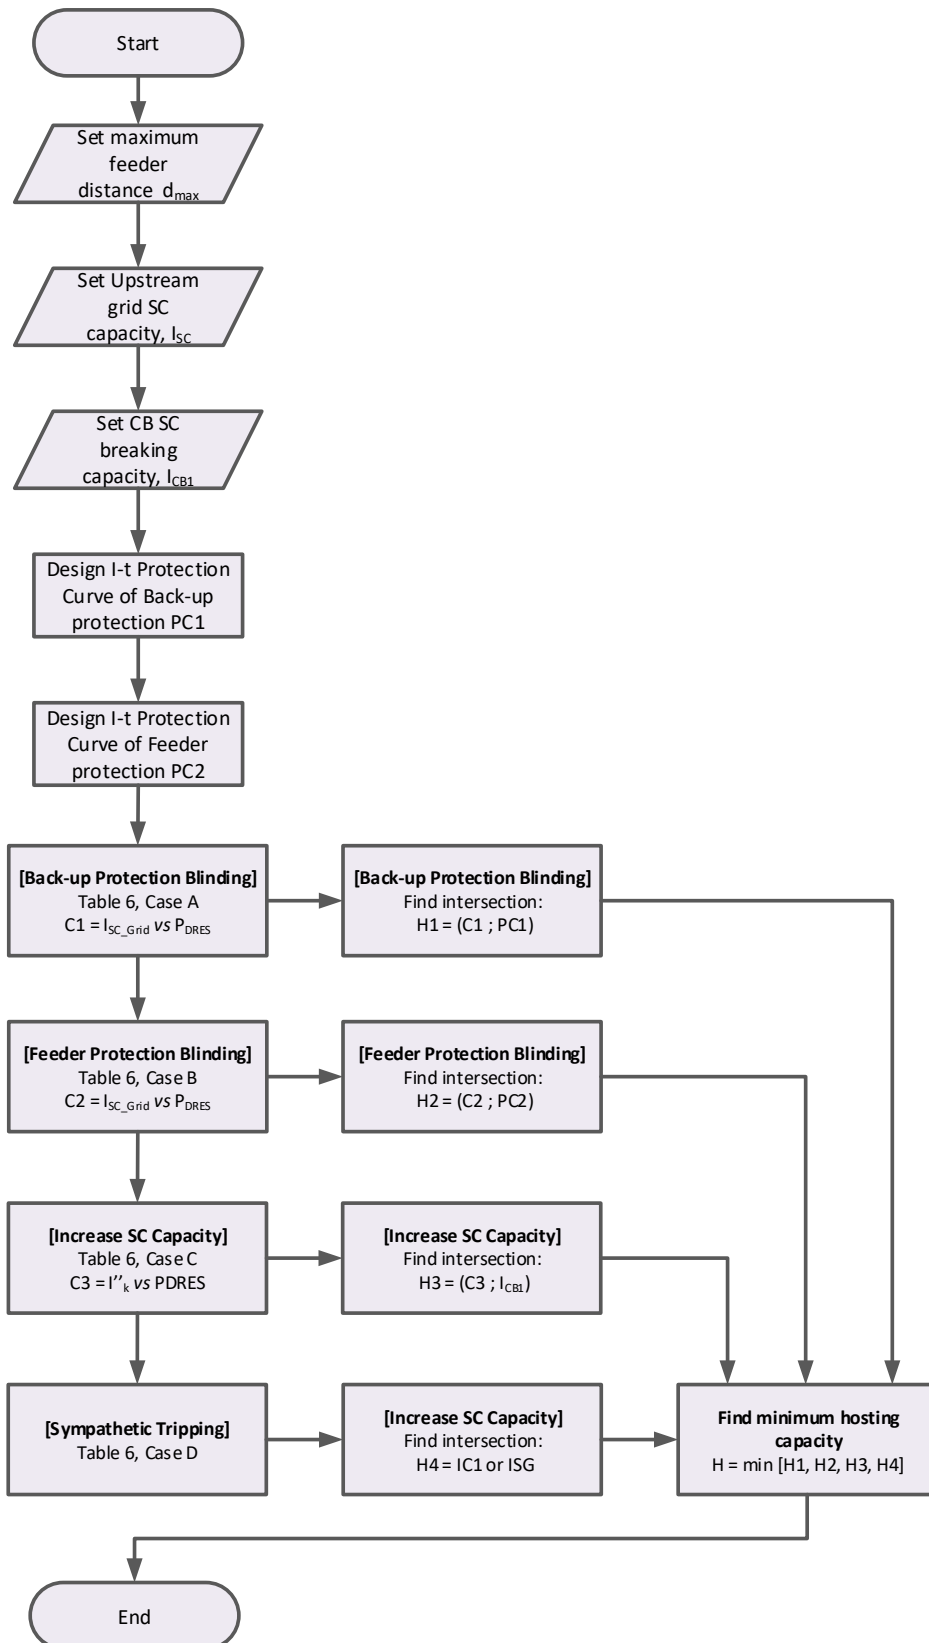 Start
Set maximum
feeder
distance d_max
Set Upstream
grid SC
capacity, I_SC
Set CB SC
breaking
capacity, I_CB1
Design I-t Protection
Curve of Back-up
protection PC1
Design I-t Protection
Curve of Feeder
protection PC2
[Back-up Protection Blinding]
Table 6, Case A
C1 = I_SC_Grid vs P_DRES
[Back-up Protection Blinding]
Find intersection:
H1 = (C1 ; PC1)
[Feeder Protection Blinding]
Table 6, Case B
C2 = I_SC_Grid vs P_DRES
[Feeder Protection Blinding]
Find intersection:
H2 = (C2 ; PC2)
[Increase SC Capacity]
Table 6, Case C
C3 = I’’_k vs PDRES
[Increase SC Capacity]
Find intersection:
H3 = (C3 ; I_CB1)
[Sympathetic Tripping]
Table 6, Case D
[Increase SC Capacity]
Find intersection:
H4 = IC1 or ISG
Find minimum hosting
capacity
H = min [H1, H2, H3, H4]
End